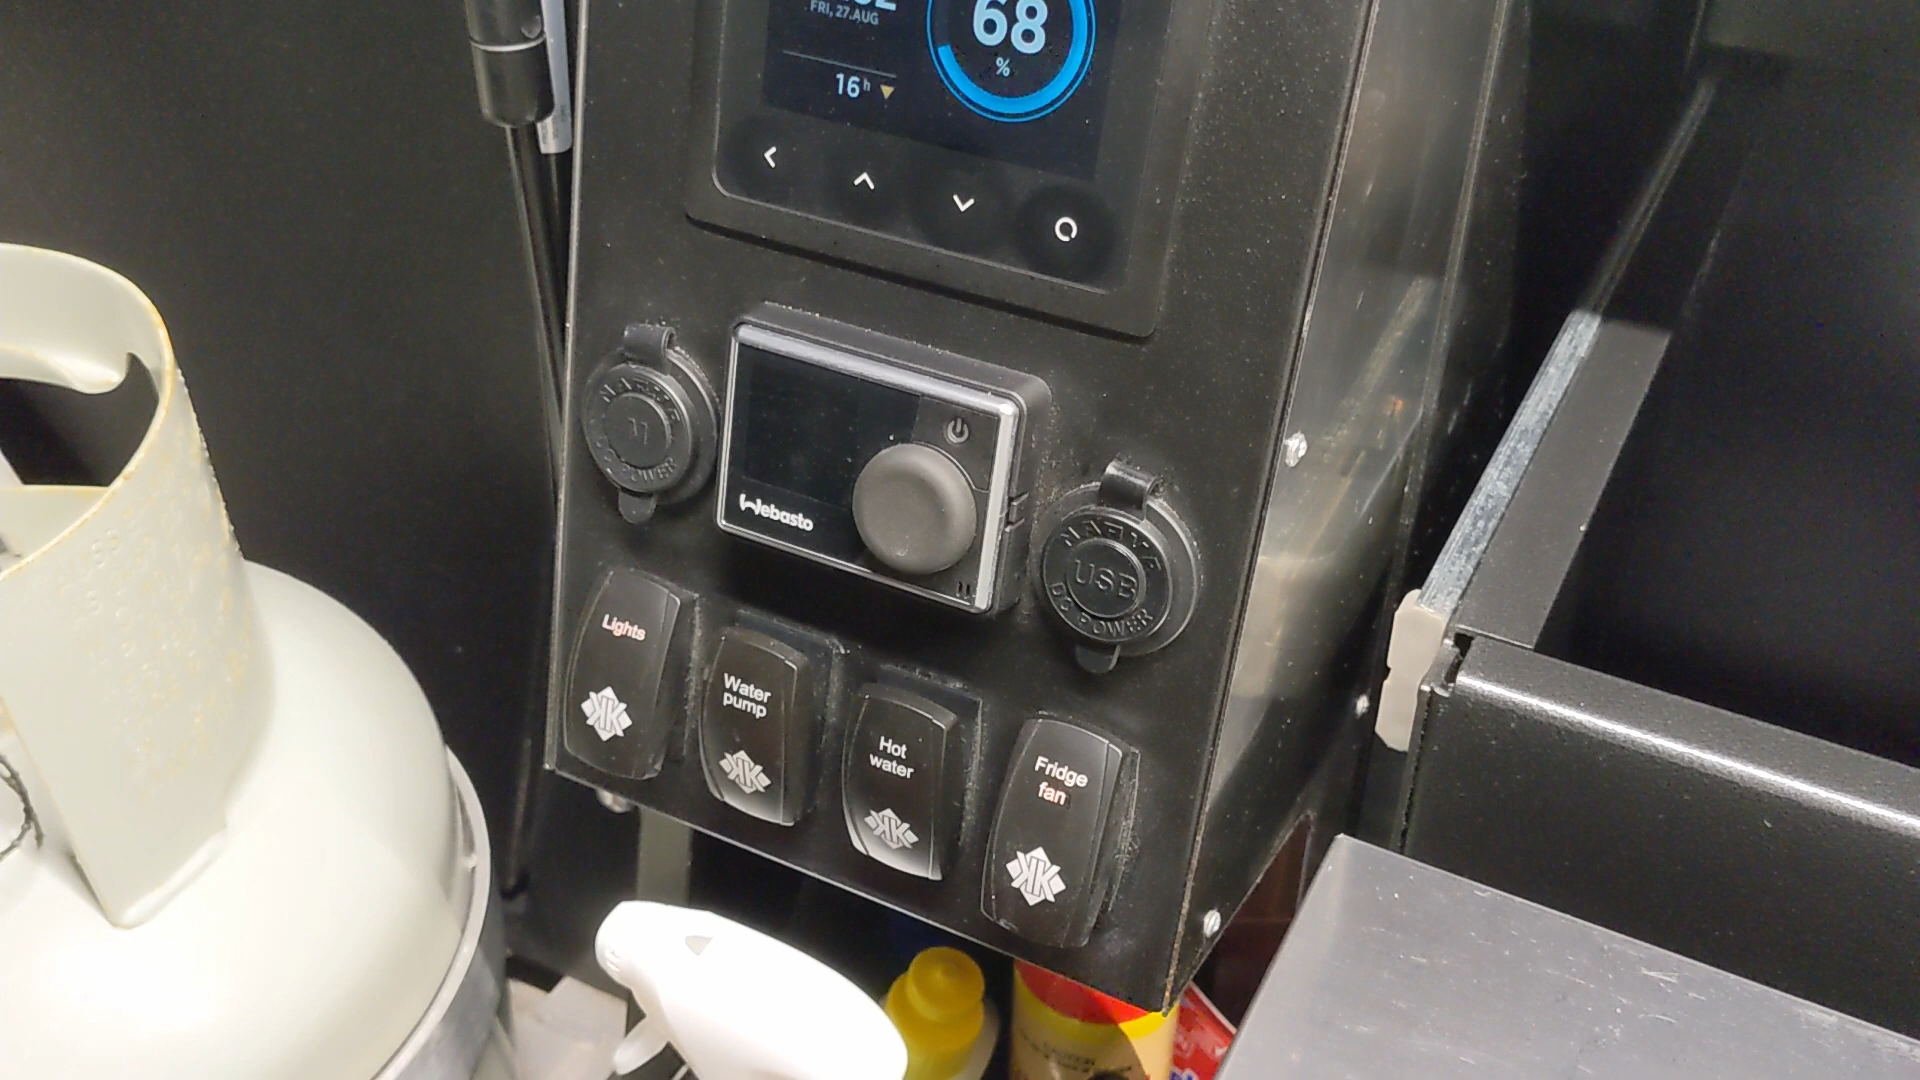 FRI, 27.AUG
68
%
16h
NARVA
DC POWER
Webasto
NARVA
USB
DC POWER
Lights
Water
pump
Hot
water
Fridge
fan